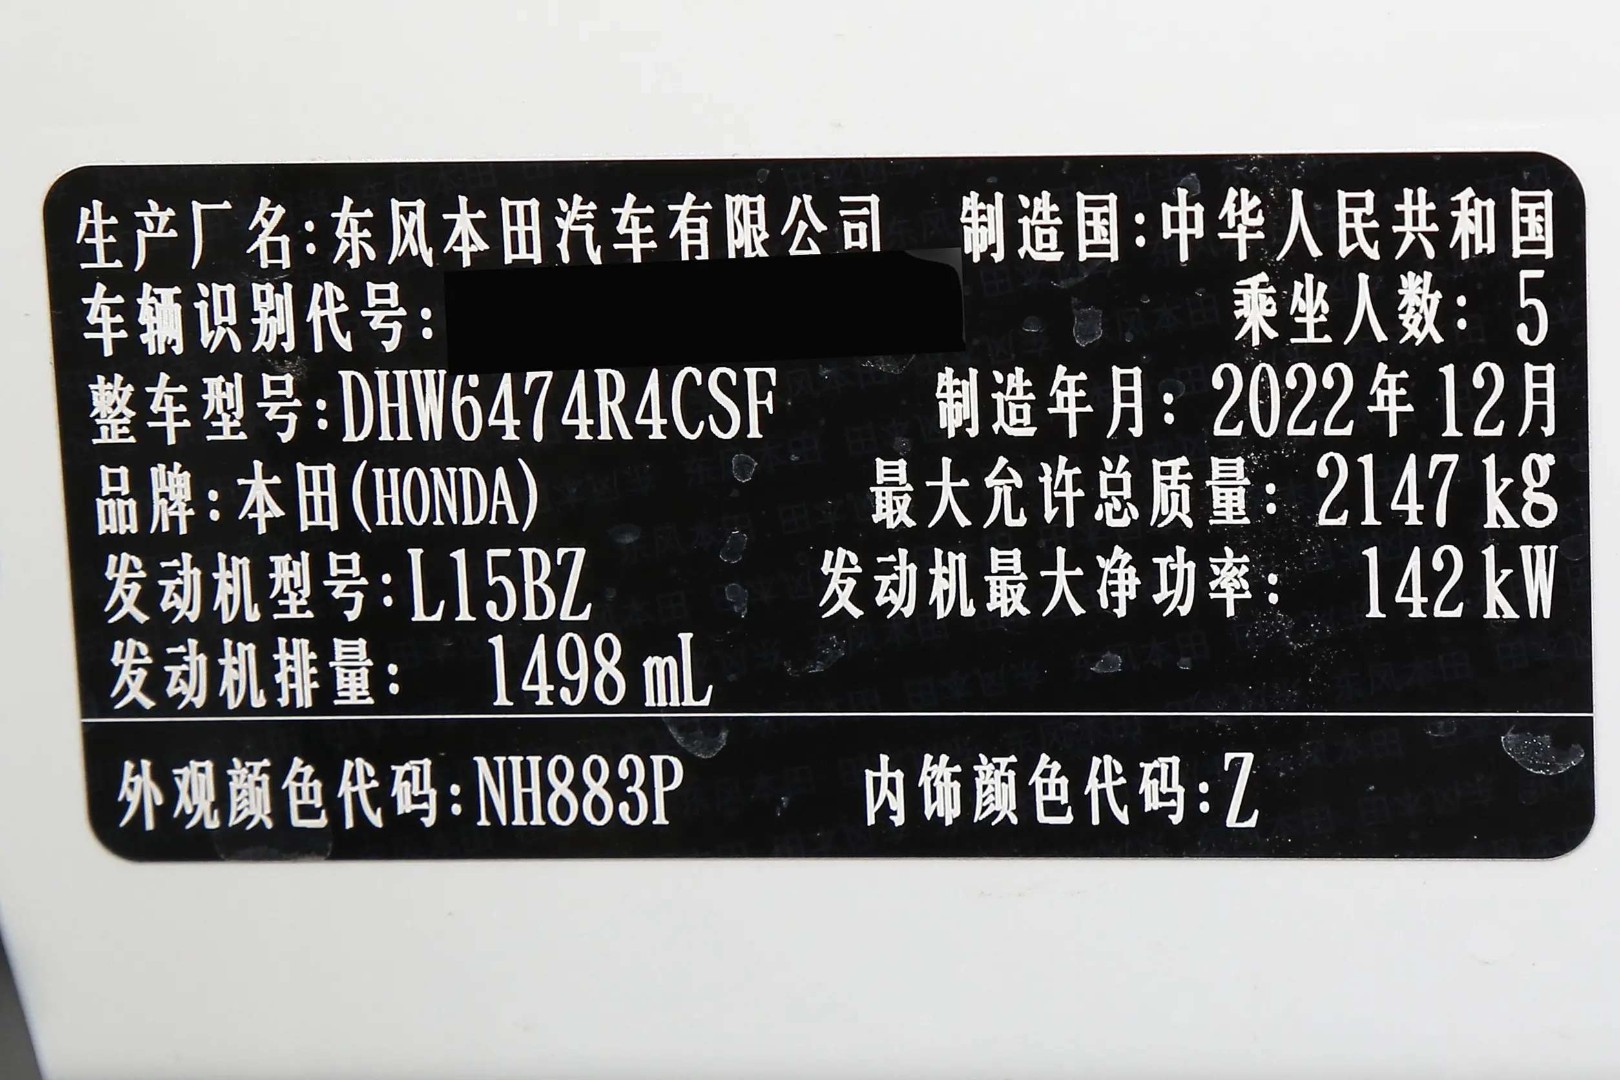 生产厂名:东风本田汽车有限公司 制造国:中华人民共和国
车辆识别代号: 乘坐人数: 5
整车型号:DHW6474R4CSF 制造年月: 2022年12月
品牌:本田(HONDA) 最大允许总质量: 2147 kg
发动机型号:L15BZ 发动机最大净功率: 142 kW
发动机排量: 1498 mL
外观颜色代码:NH883P 内饰颜色代码:Z